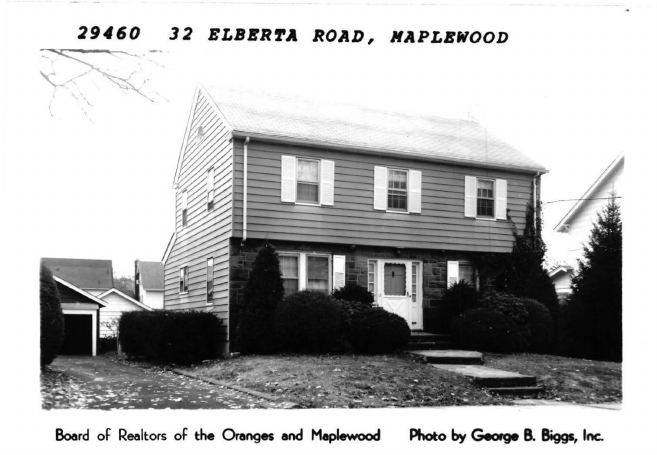 29460 32 ELBERTA ROAD, MAPLEWOOD
Board of Realtors of the Oranges and Maplewood Photo by George B. Biggs, Inc.